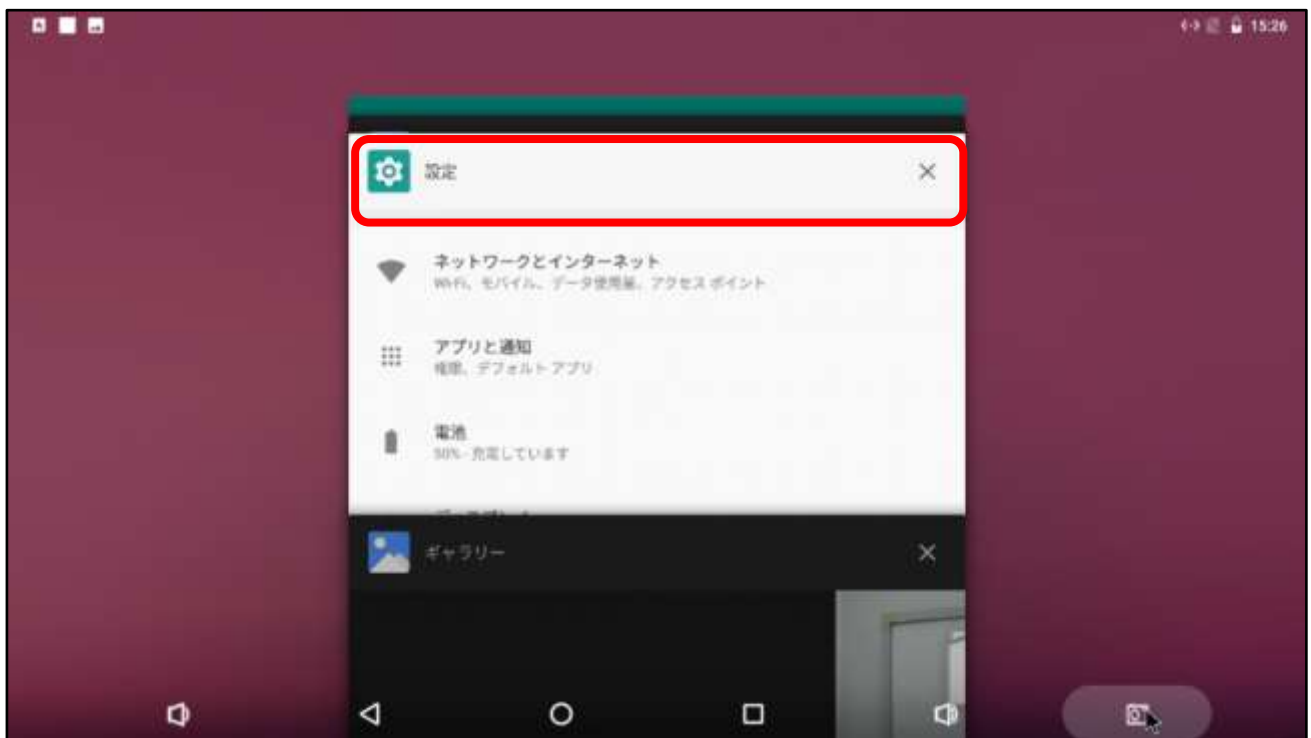 15:26
設定
ネットワークとインターネット
Wi-Fi、モバイル、データ使用量、アクセス ポイント
アプリと通知
権限、デフォルト アプリ
電池
50% - 充電しています
ギャラリー